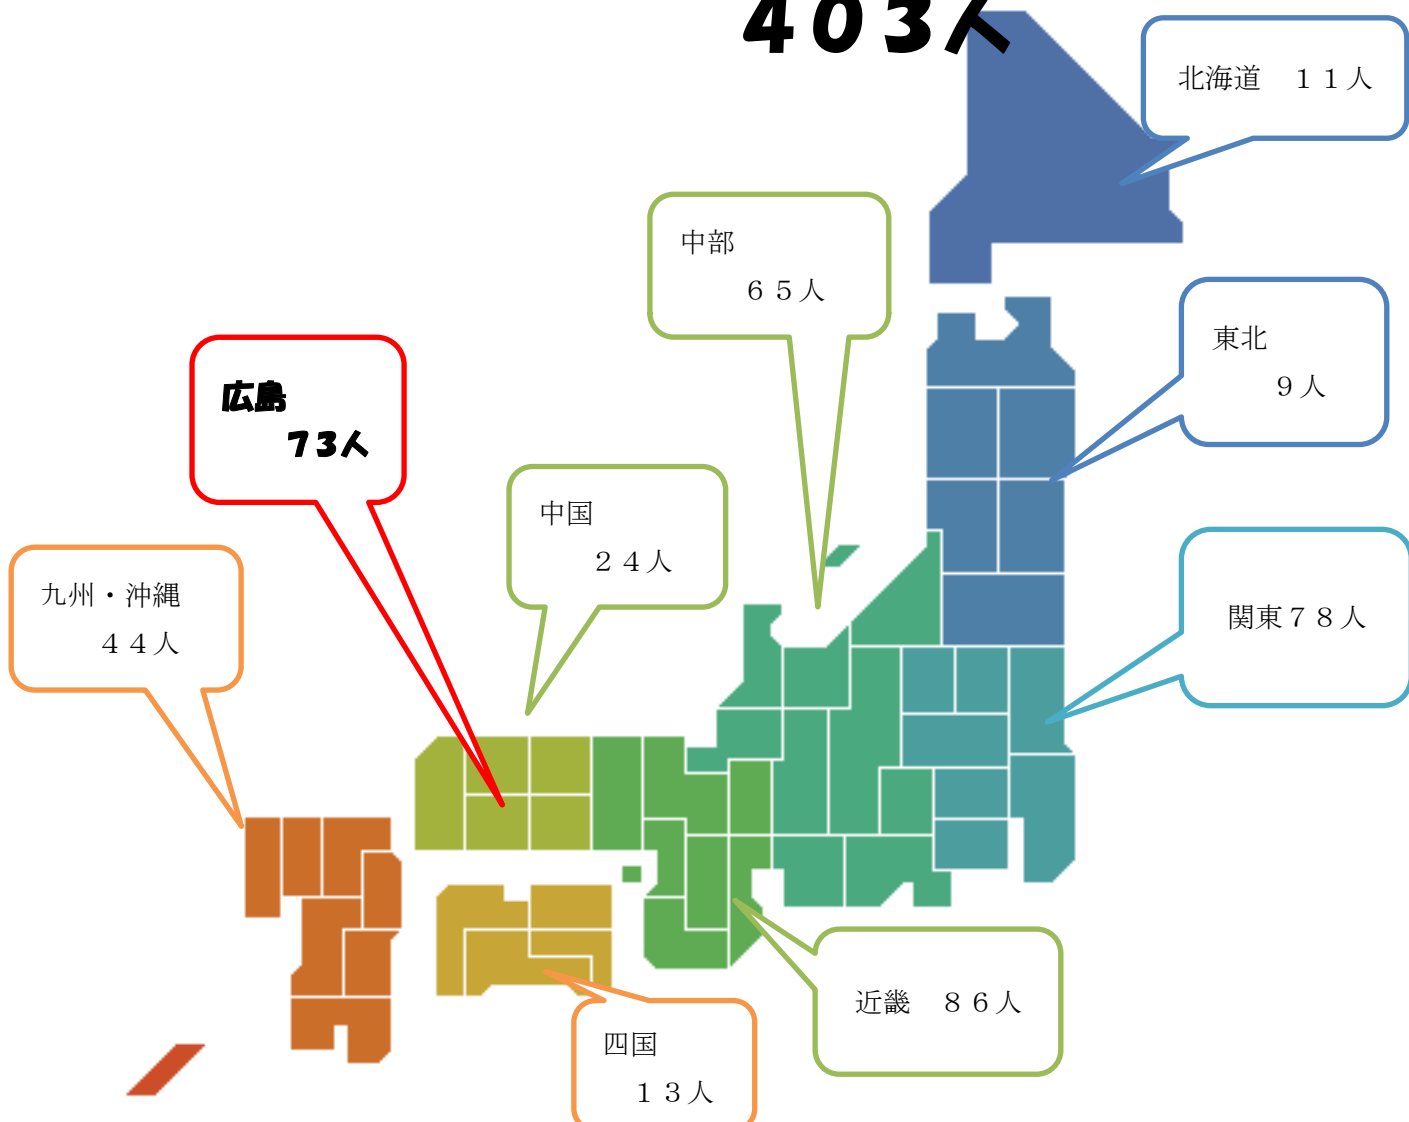 ４０３人
北海道　１１人
中部
６５人
東北
９人
広島
７３人
中国
２４人
九州・沖縄
４４人
関東７８人
近畿　８６人
四国
１３人